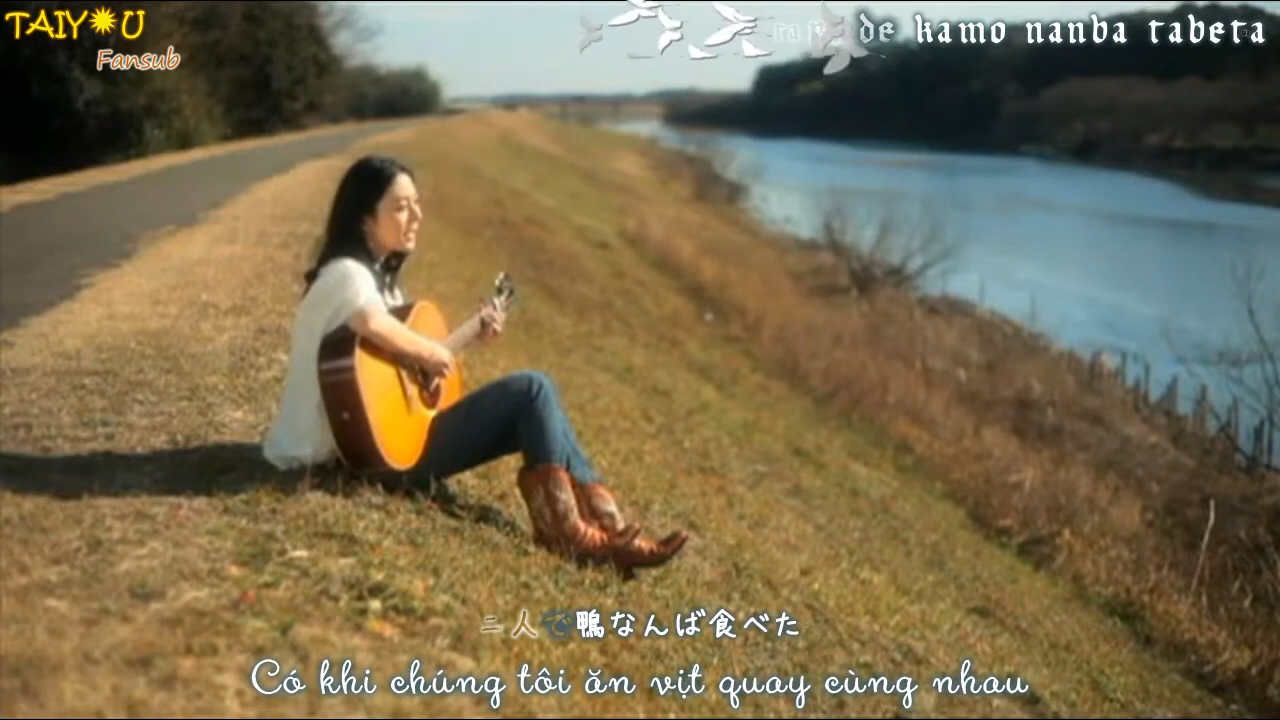 TAIYOU
Fansub
de kamo nanba tabeta
二人で鴨なんば食べた
Có khi chúng tôi ăn vịt quay cùng nhau